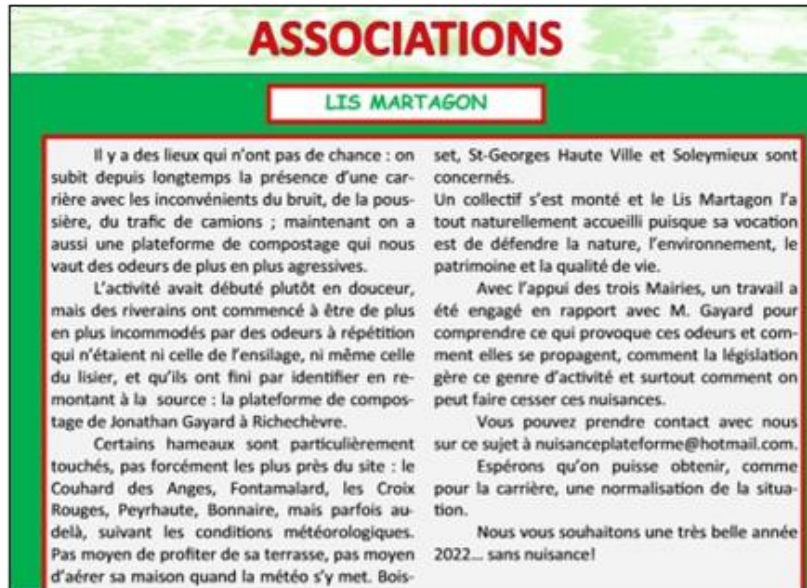 ASSOCIATIONS
LIS MARTAGON
Il y a des lieux qui n'ont pas de chance : on
subit depuis longtemps la présence d'une car-
rière avec les inconvénients du bruit, de la pous-
sière, du trafic de camions ; maintenant on a
aussi une plateforme de compostage qui nous
vaut des odeurs de plus en plus agressives.
L'activité avait débuté plutôt en douceur,
mais des riverains ont commencé à être de plus
en plus incommodés par des odeurs à répétition
qui n'étaient ni celle de l'ensilage, ni même celle
du lisier, et qu'ils ont fini par identifier en re-
montant à la source : la plateforme de compos-
tage de Jonathan Gayard à Richechèvre.
Certains hameaux sont particulièrement
touchés, pas forcément les plus près du site : le
Couhard des Anges, Fontamalard, les Croix
Rouges, Peyrhaute, Bonnaire, mais parfois au-
delà, suivant les conditions météorologiques.
Pas moyen de profiter de sa terrasse, pas moyen
d'aérer sa maison quand la météo s'y met. Bois-
set, St-Georges Haute Ville et Soleymieux sont
concernés.
Un collectif s'est monté et le Lis Martagon l'a
tout naturellement accueilli puisque sa vocation
est de défendre la nature, l'environnement, le
patrimoine et la qualité de vie.
Avec l'appui des trois Mairies, un travail a
été engagé en rapport avec M. Gayard pour
comprendre ce qui provoque ces odeurs et com-
ment elles se propagent, comment la législation
gère ce genre d'activité et surtout comment on
peut faire cesser ces nuisances.
Vous pouvez prendre contact avec nous
sur ce sujet à nuisanceplateforme@hotmail.com.
Espérons qu'on puisse obtenir, comme
pour la carrière, une normalisation de la situa-
tion.
Nous vous souhaitons une très belle année
2022... sans nuisance!